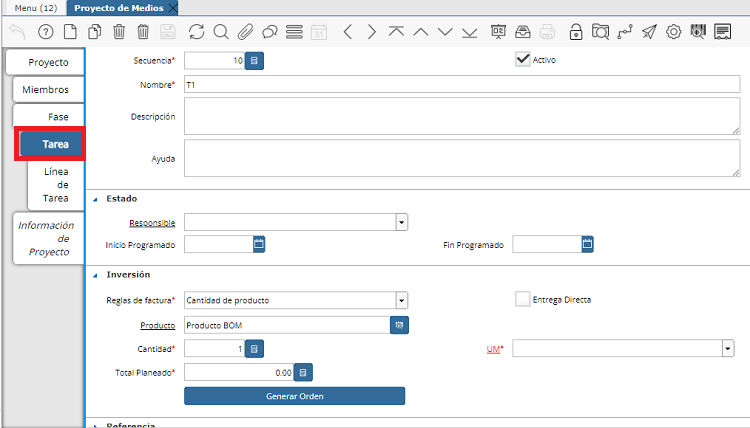 Menu (12)
Proyecto de Medios
Proyecto
Miembros
Fase
Tarea
Línea
de
Tarea
Información
de
Proyecto
Secuencia* 10 Activo
Nombre* T1
Descripción
Ayuda
Estado
Responsible
Inicio Programado Fin Programado
Inversión
Reglas de factura* Cantidad de producto Entrega Directa
Producto Producto BOM
Cantidad* 1 UM*
Total Planeado* 0.00
Generar Orden
Referencia